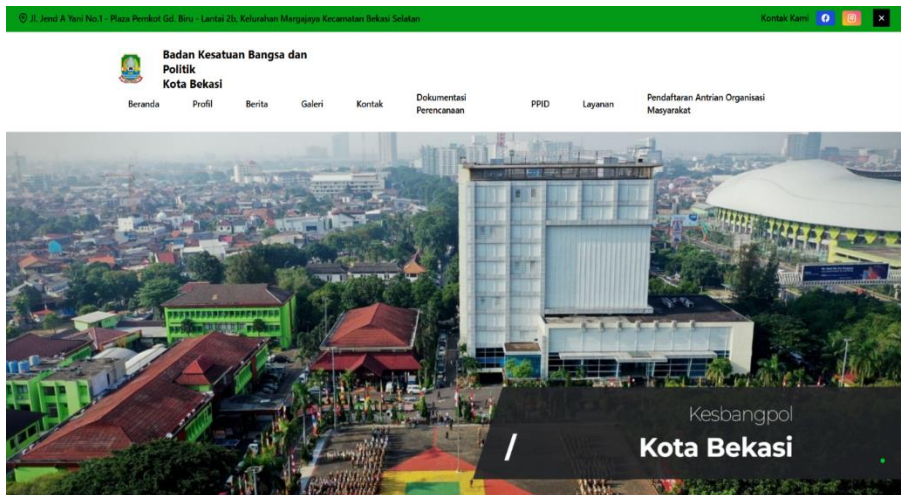 Jl. Jend A Yani No.1 - Plaza Pemkot Gd. Biru - Lantai 2b, Kelurahan Margajaya Kecamatan Bekasi Selatan
Kontak Kami
Badan Kesatuan Bangsa dan
Politik
Kota Bekasi
Beranda
Profil
Berita
Galeri
Kontak
Dokumentasi
Perencanaan
PPID
Layanan
Pendaftaran Antrian Organisasi
Masyarakat
Kesbangpol
/ Kota Bekasi